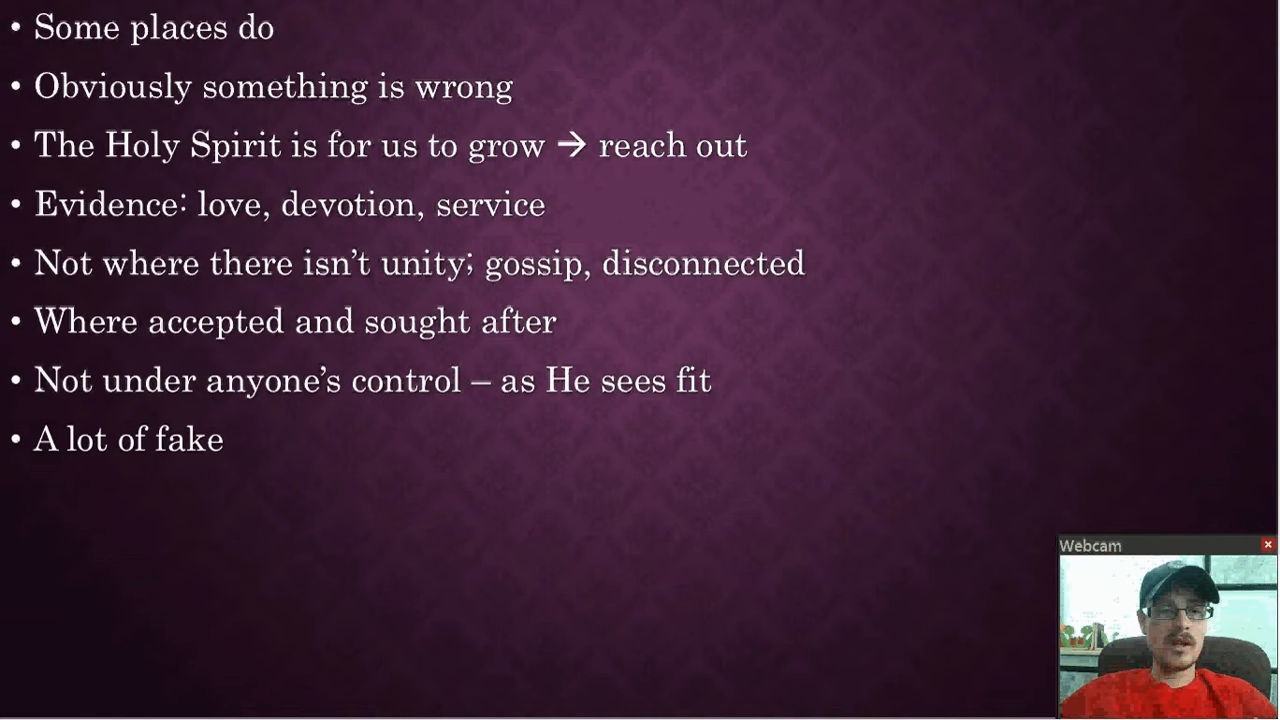 • Some places do
• Obviously something is wrong
• The Holy Spirit is for us to grow → reach out
• Evidence: love, devotion, service
• Not where there isn’t unity; gossip, disconnected
• Where accepted and sought after
• Not under anyone’s control – as He sees fit
• A lot of fake
Webcam